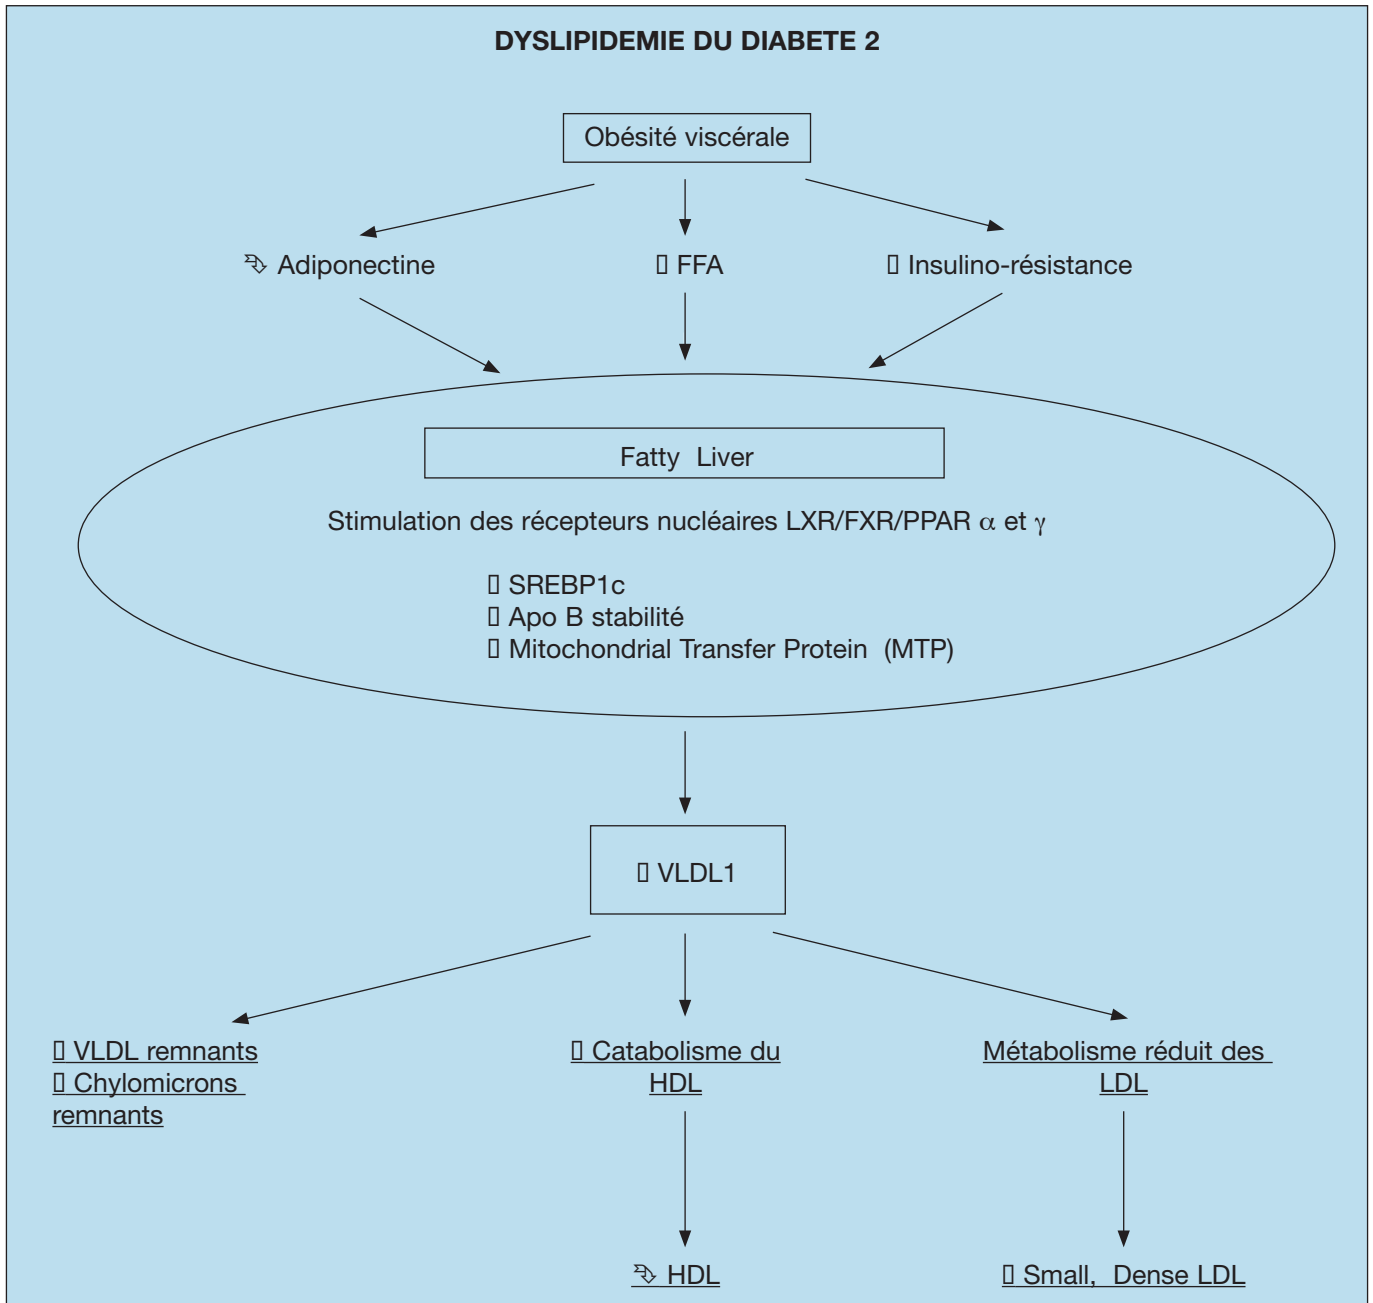 DYSLIPIDEMIE DU DIABETE 2
Obésité viscérale
⮷ Adiponectine
▯ FFA
▯ Insulino-résistance
Fatty Liver
Stimulation des récepteurs nucléaires LXR/FXR/PPAR α et γ
▯ SREBP1c
▯ Apo B stabilité
▯ Mitochondrial Transfer Protein (MTP)
▯ VLDL1
▯ VLDL remnants
▯ Chylomicrons
remnants
▯ Catabolisme du
HDL
Métabolisme réduit des
LDL
⮷ HDL
▯ Small, Dense LDL